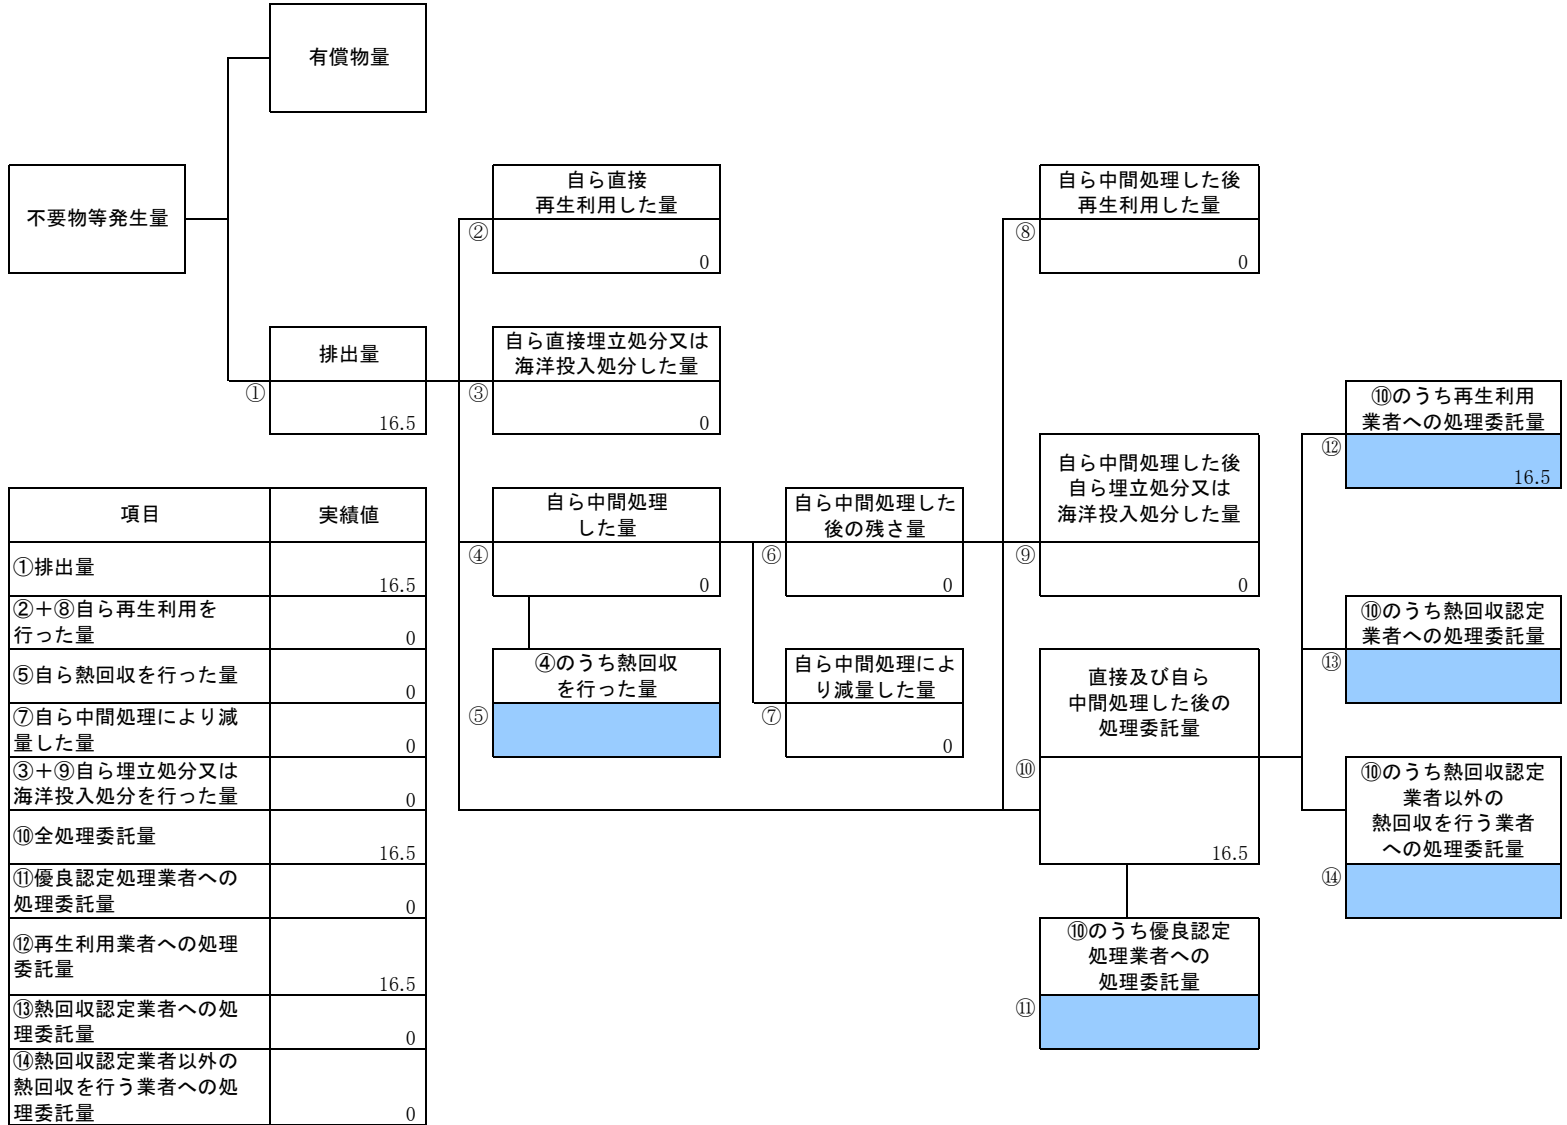 有償物量
不要物等発生量
排出量
①
16.5
自ら直接
再生利用した量
②
0
自ら直接埋立処分又は
海洋投入処分した量
③
0
自ら中間処理
した量
④
0
④のうち熱回収
を行った量
⑤
自ら中間処理した
後の残さ量
⑥
0
自ら中間処理によ
り減量した量
⑦
0
自ら中間処理した後
再生利用した量
⑧
0
自ら中間処理した後
自ら埋立処分又は
海洋投入処分した量
⑨
0
直接及び自ら
中間処理した後の
処理委託量
⑩
16.5
⑩のうち優良認定
処理業者への
処理委託量
⑪
⑩のうち再生利用
業者への処理委託量
⑫
16.5
⑩のうち熱回収認定
業者への処理委託量
⑬
⑩のうち熱回収認定
業者以外の
熱回収を行う業者
への処理委託量
⑭
項目 実績値
①排出量
16.5
②＋⑧自ら再生利用を
行った量
0
⑤自ら熱回収を行った量
0
⑦自ら中間処理により減
量した量
0
③＋⑨自ら埋立処分又は
海洋投入処分を行った量
0
⑩全処理委託量
16.5
⑪優良認定処理業者への
処理委託量
0
⑫再生利用業者への処理
委託量
16.5
⑬熱回収認定業者への処
理委託量
0
⑭熱回収認定業者以外の
熱回収を行う業者への処
理委託量
0